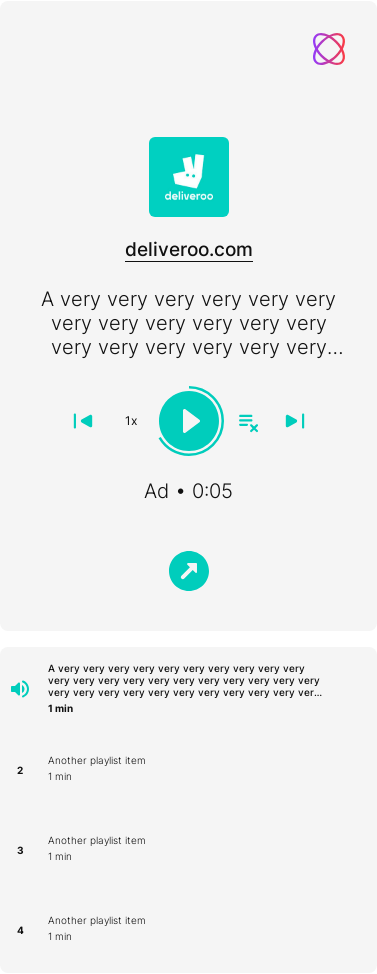 deliveroo
deliveroo.com
A very very very very very very
very very very very very very
very very very very very very...
1x
Ad • 0:05
A very very very very very very very very very very
very very very very very very very very very very very
very very very very very very very very very very ver...
1 min
2
Another playlist item
1 min
3
Another playlist item
1 min
4
Another playlist item
1 min